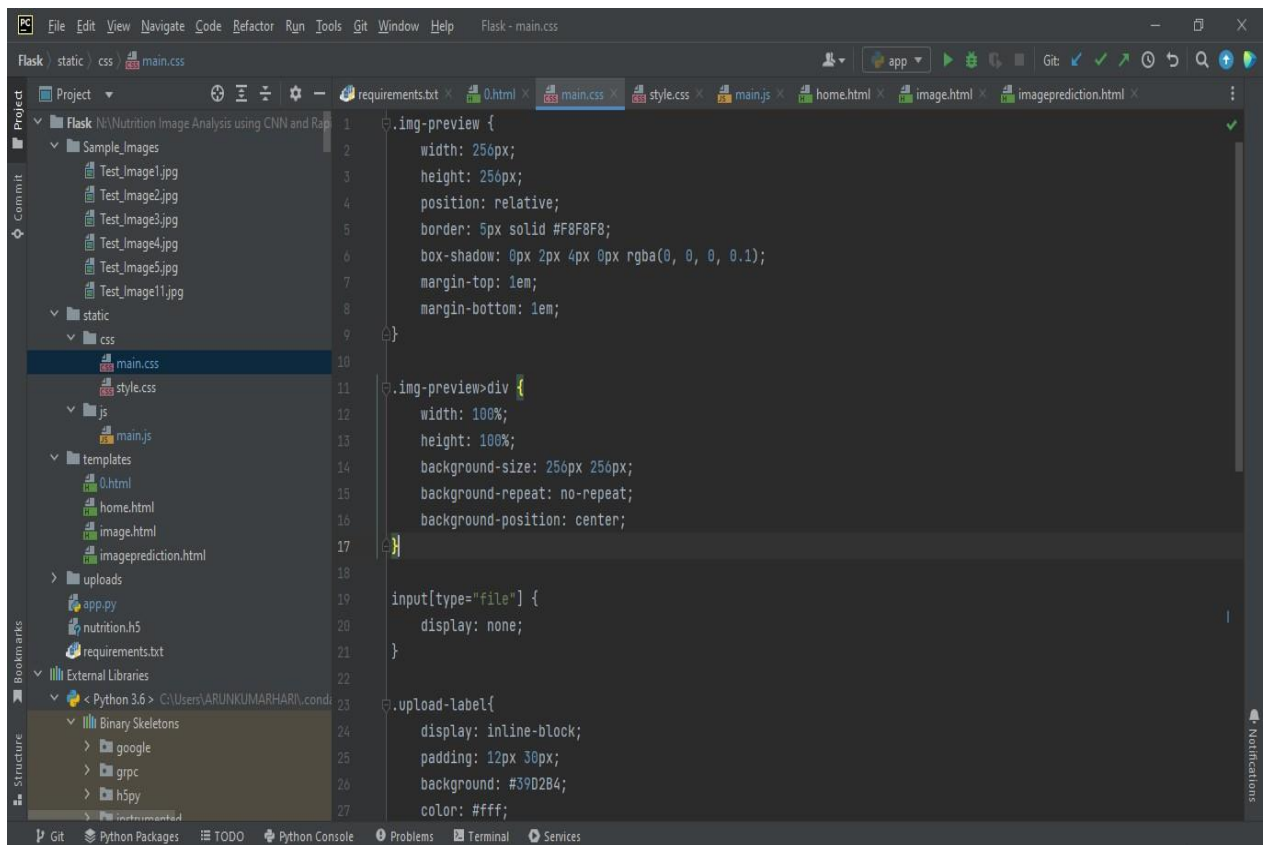 PC File Edit View Navigate Code Refactor Run Tools Git Window Help Flask - main.css
Flask static css main.css app Git:
Project requirements.txt 0.html main.css style.css main.js home.html image.html imageprediction.html
Project
Commit
Bookmarks
Structure
Flask N:\Nutrition Image Analysis using CNN and Rap
Sample_Images
Test_Image1.jpg
Test_Image2.jpg
Test_Image3.jpg
Test_Image4.jpg
Test_Image5.jpg
Test_Image11.jpg
static
css
main.css
style.css
js
main.js
templates
0.html
home.html
image.html
imageprediction.html
uploads
app.py
nutrition.h5
requirements.txt
External Libraries
< Python 3.6 > C:\Users\ARUNKUMARHARI\.cond
Binary Skeletons
google
grpc
h5py
instrumented
1 .img-preview {
2 width: 256px;
3 height: 256px;
4 position: relative;
5 border: 5px solid #F8F8F8;
6 box-shadow: 0px 2px 4px 0px rgba(0, 0, 0, 0.1);
7 margin-top: 1em;
8 margin-bottom: 1em;
9 }
10
11 .img-preview>div {
12 width: 100%;
13 height: 100%;
14 background-size: 256px 256px;
15 background-repeat: no-repeat;
16 background-position: center;
17 }
18
19 input[type="file"] {
20 display: none;
21 }
22
23 .upload-label{
24 display: inline-block;
25 padding: 12px 30px;
26 background: #39D2B4;
27 color: #fff;
Notifications
Git Python Packages TODO Python Console Problems Terminal Services